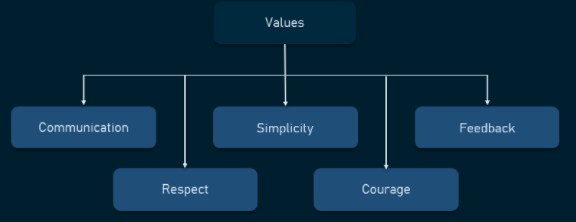 Values
Communication
Simplicity
Feedback
Respect
Courage